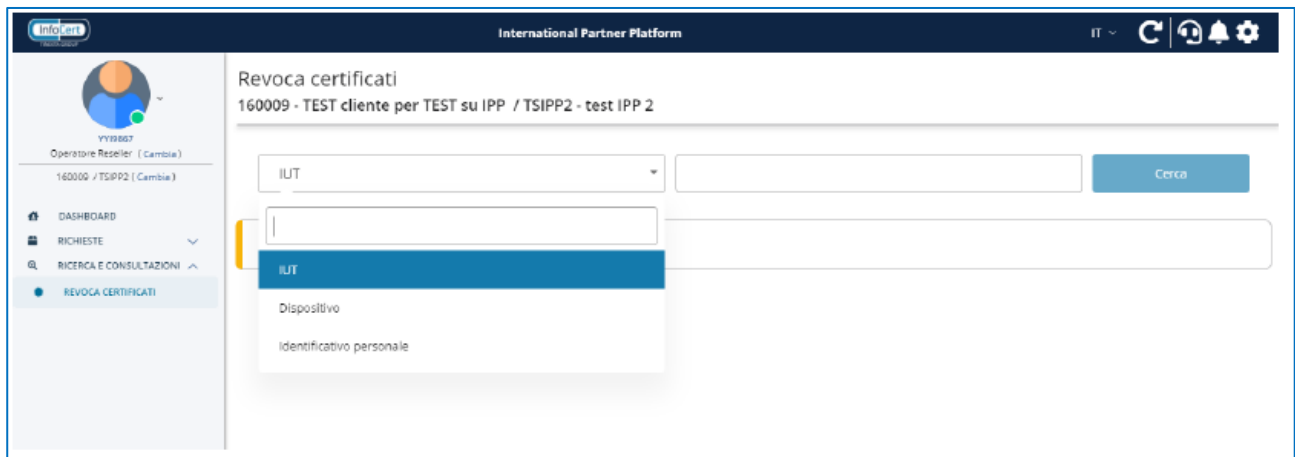 InfoCert
International Partner Platform
IT
YYI9867
Operatore Reseller ( Cambia )
160009 / TSIPP2 ( Cambia )
DASHBOARD
RICHIESTE
RICERCA E CONSULTAZIONI
REVOCA CERTIFICATI
Revoca certificati
160009 - TEST cliente per TEST su IPP / TSIPP2 - test IPP 2
IUT
Cerca
IUT
Dispositivo
Identificativo personale